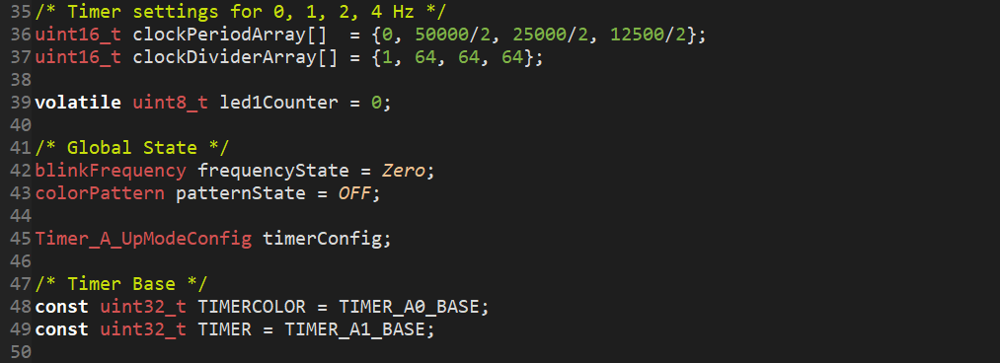 35 /* Timer settings for 0, 1, 2, 4 Hz */
36 uint16_t clockPeriodArray[]  = {0, 50000/2, 25000/2, 12500/2};
37 uint16_t clockDividerArray[] = {1, 64, 64, 64};
38
39 volatile uint8_t led1Counter = 0;
40
41 /* Global State */
42 blinkFrequency frequencyState = Zero;
43 colorPattern patternState = OFF;
44
45 Timer_A_UpModeConfig timerConfig;
46
47 /* Timer Base */
48 const uint32_t TIMERCOLOR = TIMER_A0_BASE;
49 const uint32_t TIMER = TIMER_A1_BASE;
50